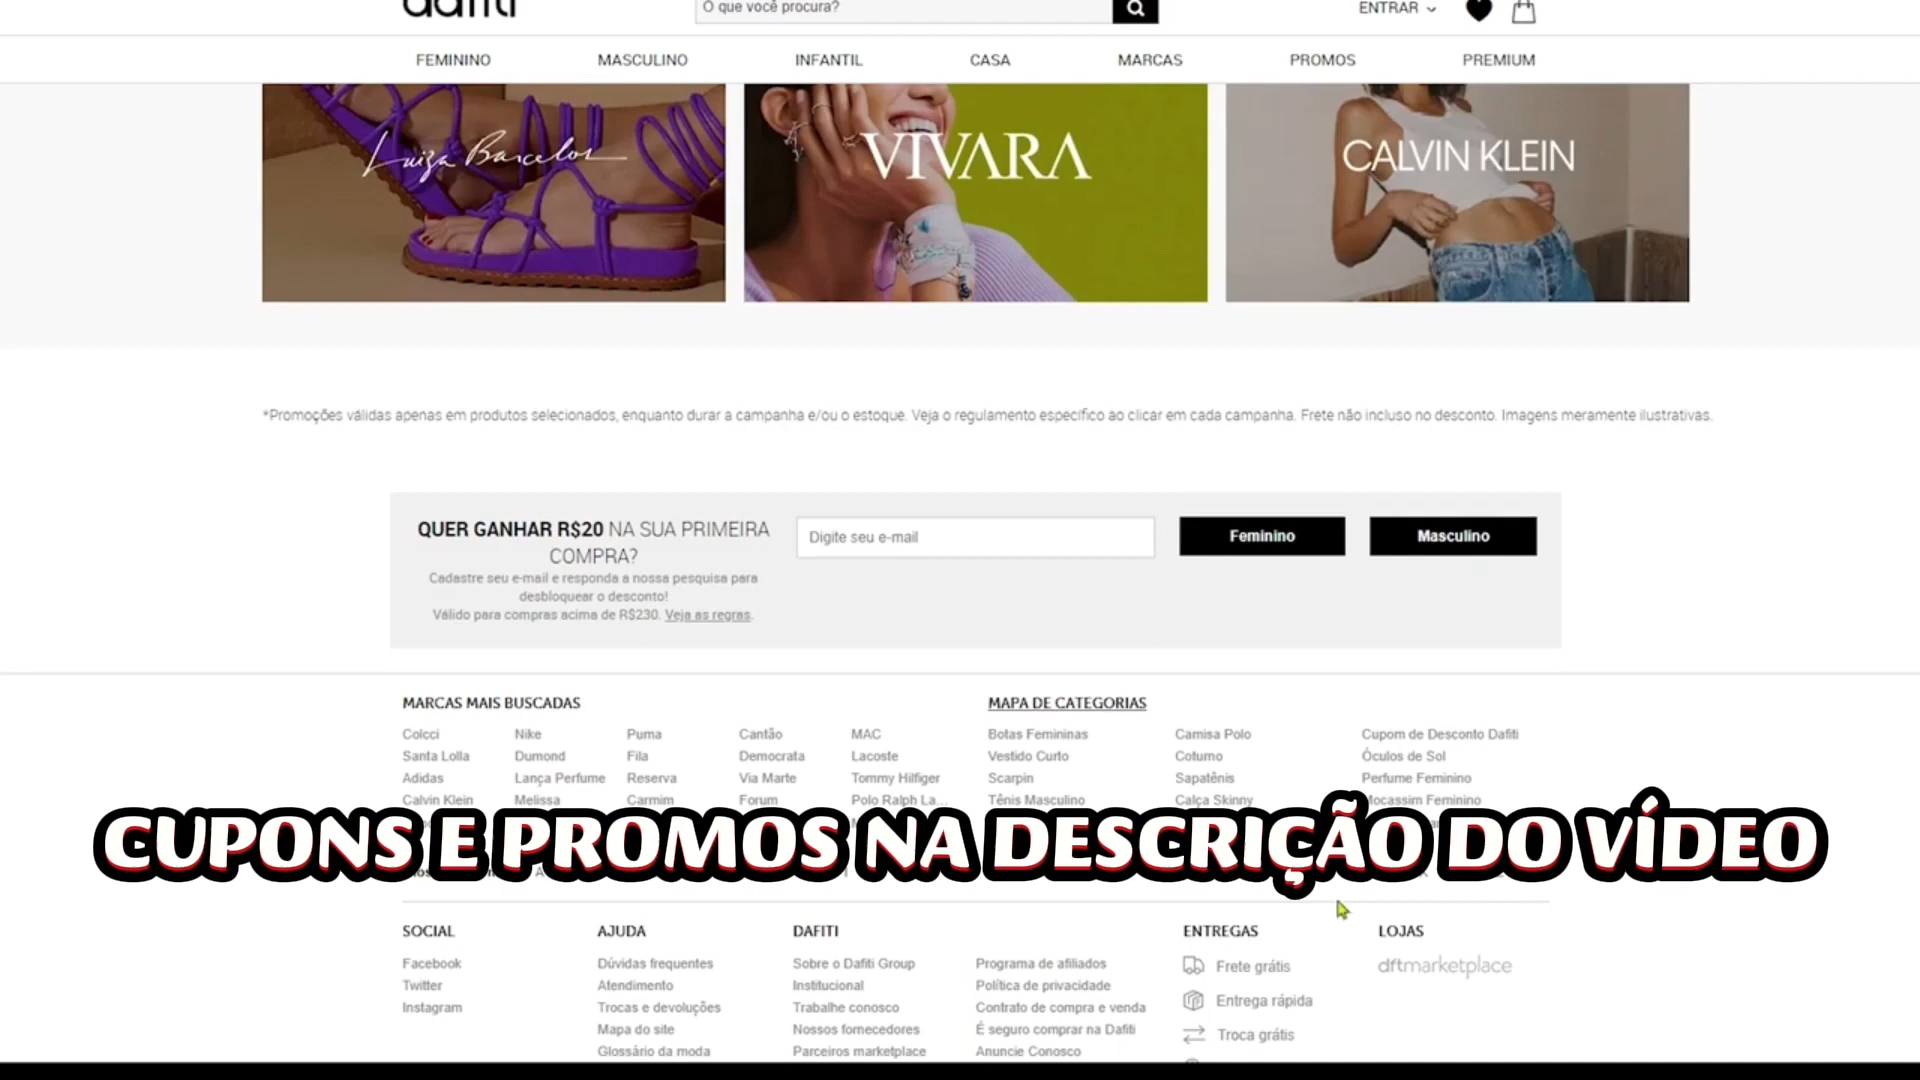 dafiti
O que você procura?
ENTRAR
FEMININO MASCULINO INFANTIL CASA MARCAS PROMOS PREMIUM
Luiza Barcelos
VIVARA
CALVIN KLEIN
*Promoções válidas apenas em produtos selecionados, enquanto durar a campanha e/ou o estoque. Veja o regulamento específico ao clicar em cada campanha. Frete não incluso no desconto. Imagens meramente ilustrativas.
QUER GANHAR R$20 NA SUA PRIMEIRA
COMPRA?
Cadastre seu e-mail e responda a nossa pesquisa para
desbloquear o desconto!
Válido para compras acima de R$230. Veja as regras.
Digite seu e-mail
Feminino
Masculino
MARCAS MAIS BUSCADAS
Colcci Nike Puma Cantão MAC
Santa Lolla Dumond Fila Democrata Lacoste
Adidas Lança Perfume Reserva Via Marte Tommy Hilfiger
Calvin Klein Melissa Carmim Forum Polo Ralph La...
MAPA DE CATEGORIAS
Botas Femininas Camisa Polo Cupom de Desconto Dafiti
Vestido Curto Coturno Óculos de Sol
Scarpin Sapatênis Perfume Feminino
Tênis Masculino Calça Skinny Mocassim Feminino
CUPONS E PROMOS NA DESCRIÇÃO DO VÍDEO
SOCIAL
Facebook
Twitter
Instagram
AJUDA
Dúvidas frequentes
Atendimento
Trocas e devoluções
Mapa do site
Glossário da moda
DAFITI
Sobre o Dafiti Group
Institucional
Trabalhe conosco
Nossos fornecedores
Parceiros marketplace
Programa de afiliados
Política de privacidade
Contrato de compra e venda
É seguro comprar na Dafiti
Anuncie Conosco
ENTREGAS
Frete grátis
Entrega rápida
Troca grátis
LOJAS
dftmarketplace